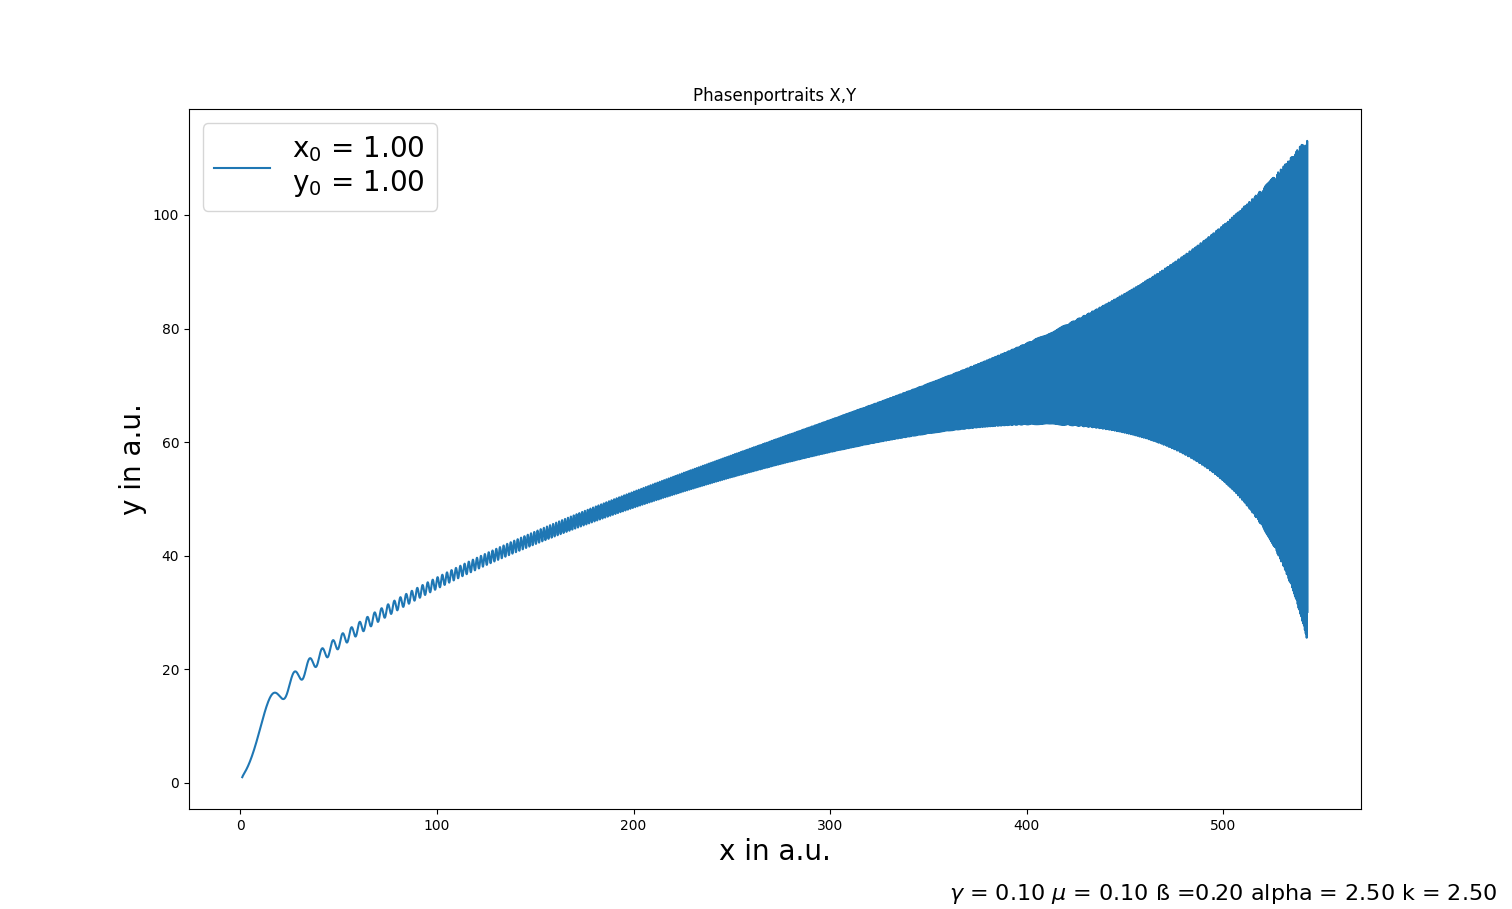 Phasenportraits X,Y
x₀ = 1.00
y₀ = 1.00
100
80
60
40
20
0
y in a.u.
0 100 200 300 400 500
x in a.u.
γ = 0.10 μ = 0.10 ß =0.20 alpha = 2.50 k = 2.50